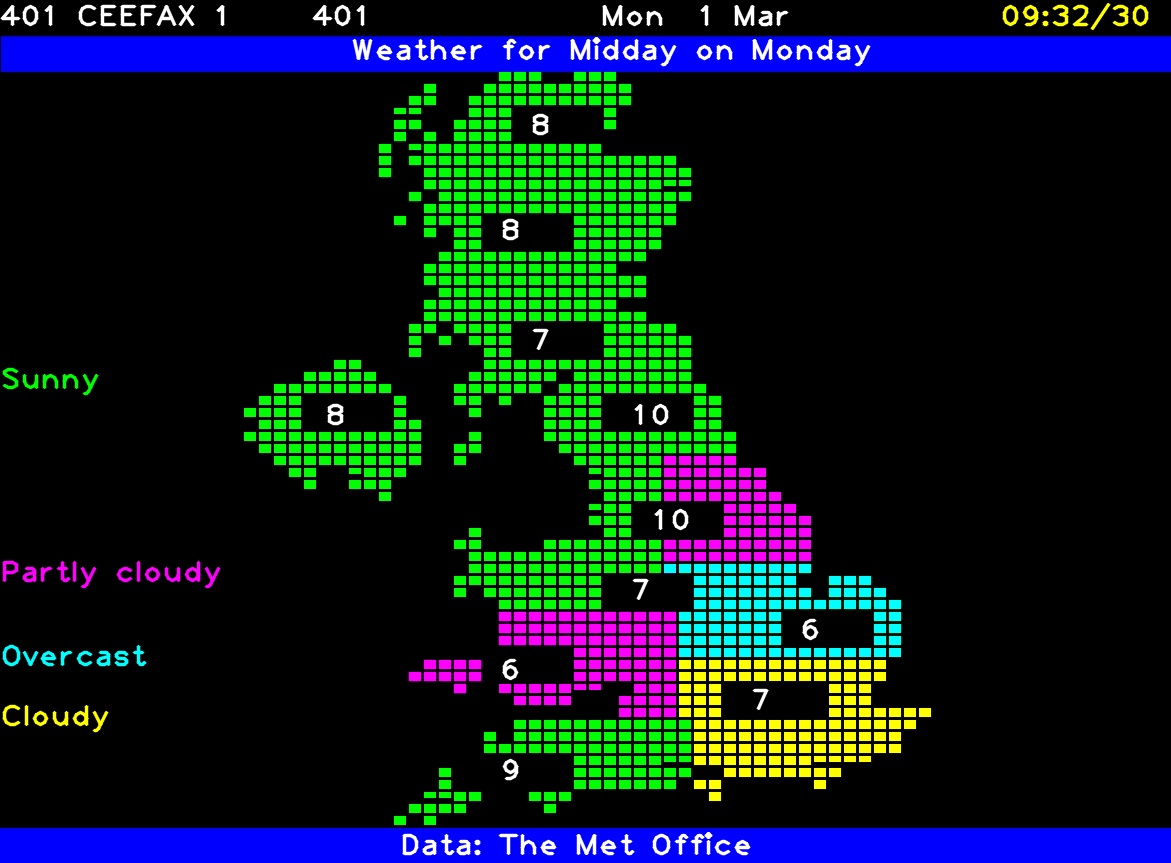 401 CEEFAX 1 401 Mon 1 Mar 09:32/30
Weather for Midday on Monday
8
8
7
Sunny
8 10
10
Partly cloudy
7
6
Overcast
6
7
Cloudy
9
Data: The Met Office